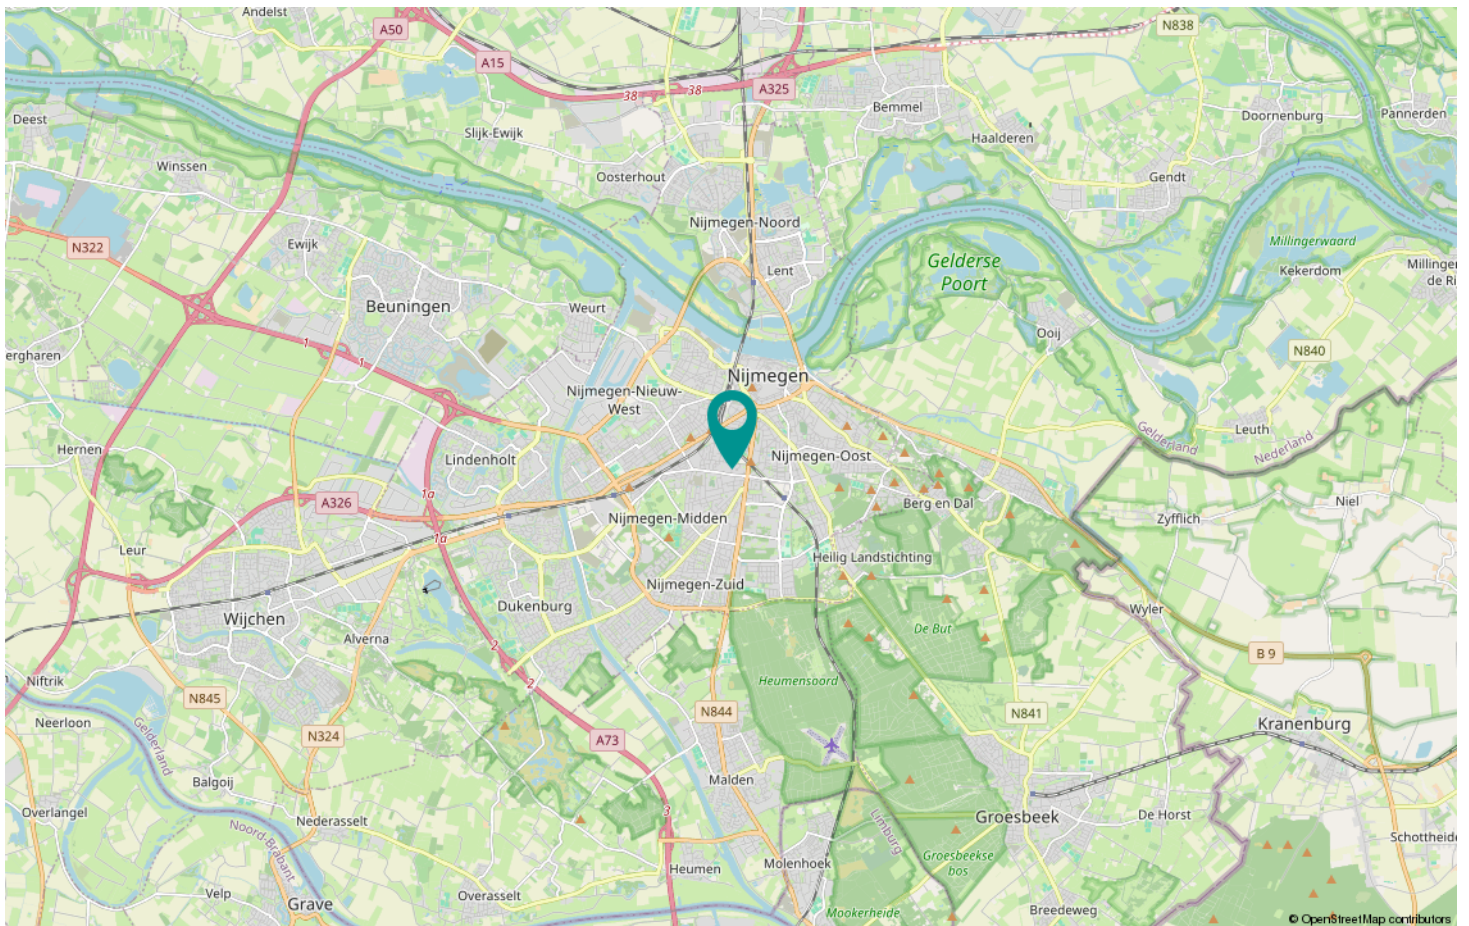 Andelst
A50
N838
A15
38
38
A325
Bemmel
Deest
Doornenburg
Pannerden
Slijk-Ewijk
Haalderen
Winssen
Oosterhout
Gendt
Nijmegen-Noord
N322
Ewijk
Millingerwaard
Gelderse
Poort
Lent
Kekerdom
Millinger
de Ri
Beuningen
Weurt
Ooij
1
ergharen
1
N840
Nijmegen
Nijmegen-Nieuw-
West
Leuth
Gelderland
Nederland
Hernen
Lindenholt
Nijmegen-Oost
1a
A326
Berg en Dal
Niel
Nijmegen-Midden
Zyfflich
1a
Leur
Heilig Landstichting
Nijmegen-Zuid
Dukenburg
Wyler
Wijchen
De But
Alverna
2
B 9
Niftrik
Heumensoord
2
N845
N844
N841
Neerloon
Gelderland
Kranenburg
N324
A73
Balgoij
Malden
Overlangel
Nederasselt
3
Groesbeek
De Horst
Noord-Brabant
Limburg
Schottheide
Groesbeekse
bos
Heumen
Molenhoek
Velp
Overasselt
Grave
Mookerheide
Breedeweg
© OpenStreetMap contributors